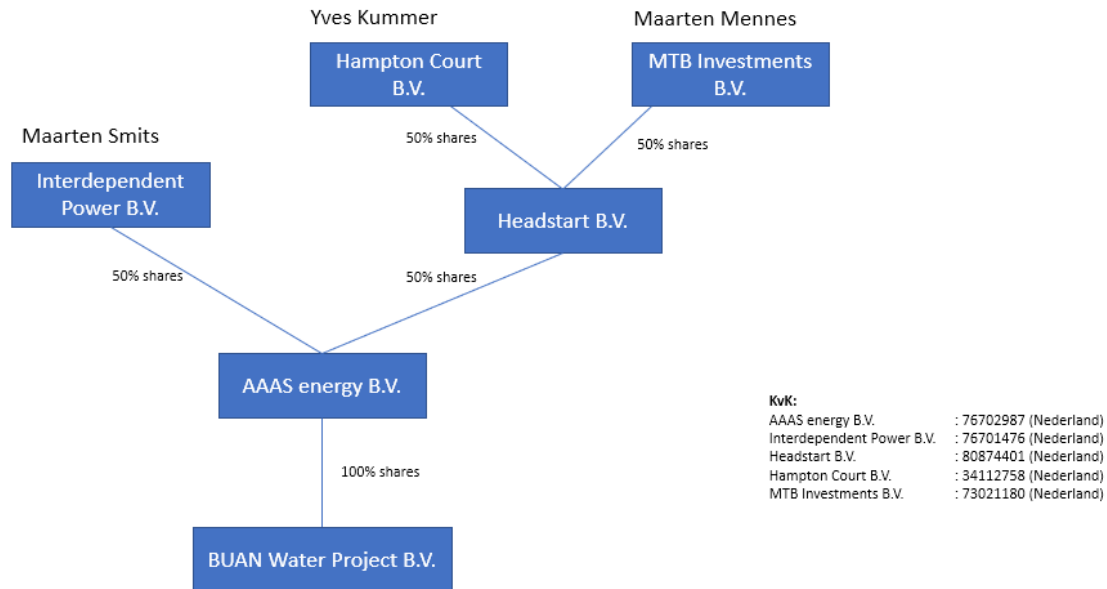 Yves Kummer
Maarten Mennes
Hampton Court
B.V.
MTB Investments
B.V.
50% shares
50% shares
Maarten Smits
Interdependent
Power B.V.
Headstart B.V.
50% shares
50% shares
AAAS energy B.V.
100% shares
BUAN Water Project B.V.
KvK:
AAAS energy B.V. : 76702987 (Nederland)
Interdependent Power B.V. : 76701476 (Nederland)
Headstart B.V. : 80874401 (Nederland)
Hampton Court B.V. : 34112758 (Nederland)
MTB Investments B.V. : 73021180 (Nederland)